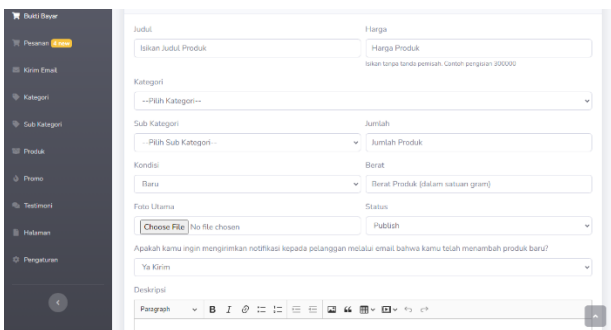 Bukti Bayar
Pesanan 4 new
Kirim Email
Kategori
Sub Kategori
Produk
Promo
Testimoni
Halaman
Pengaturan
Judul
Isikan Judul Produk
Harga
Harga Produk
Isikan tanpa tanda pemisah. Contoh pengisian 300000
Kategori
--Pilih Kategori--
Sub Kategori
--Pilih Sub Kategori--
Jumlah
Jumlah Produk
Kondisi
Baru
Berat
Berat Produk (dalam satuan gram)
Foto Utama
Choose File No file chosen
Status
Publish
Apakah kamu ingin mengirimkan notifikasi kepada pelanggan melalui email bahwa kamu telah menambah produk baru?
Ya Kirim
Deskripsi
Paragraph B I